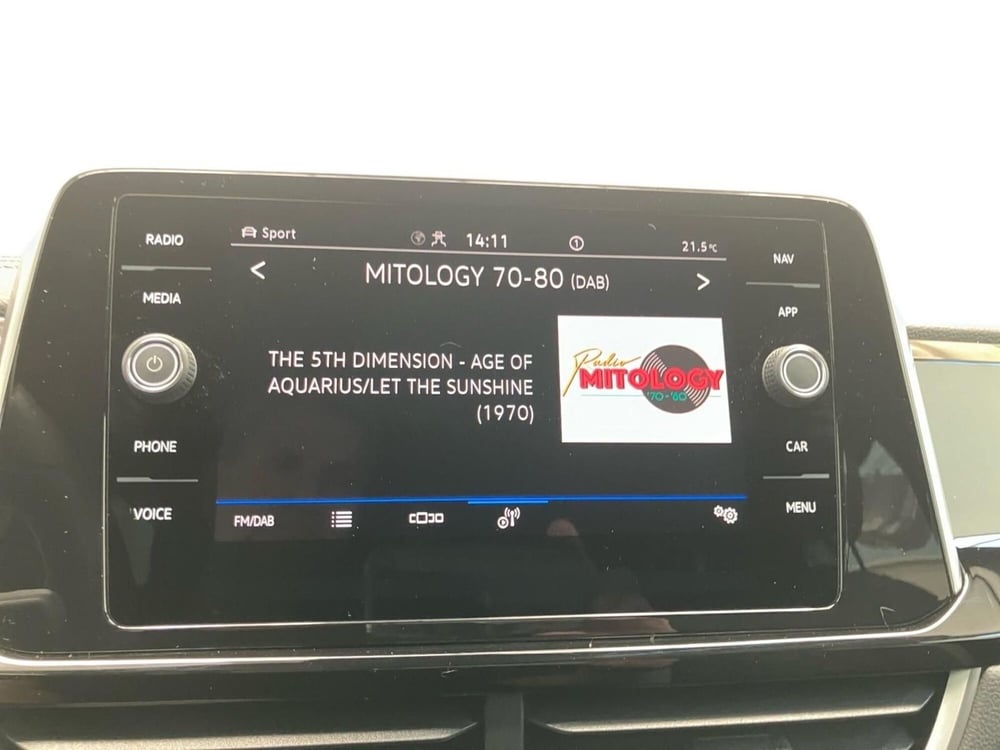 RADIO
MEDIA
PHONE
VOICE
Sport
14:11
1
21.5°C
< MITOLOGY 70-80 (DAB) >
THE 5TH DIMENSION - AGE OF
AQUARIUS/LET THE SUNSHINE
(1970)
Radio
MITOLOGY
'70-'80
FM/DAB
NAV
APP
CAR
MENU